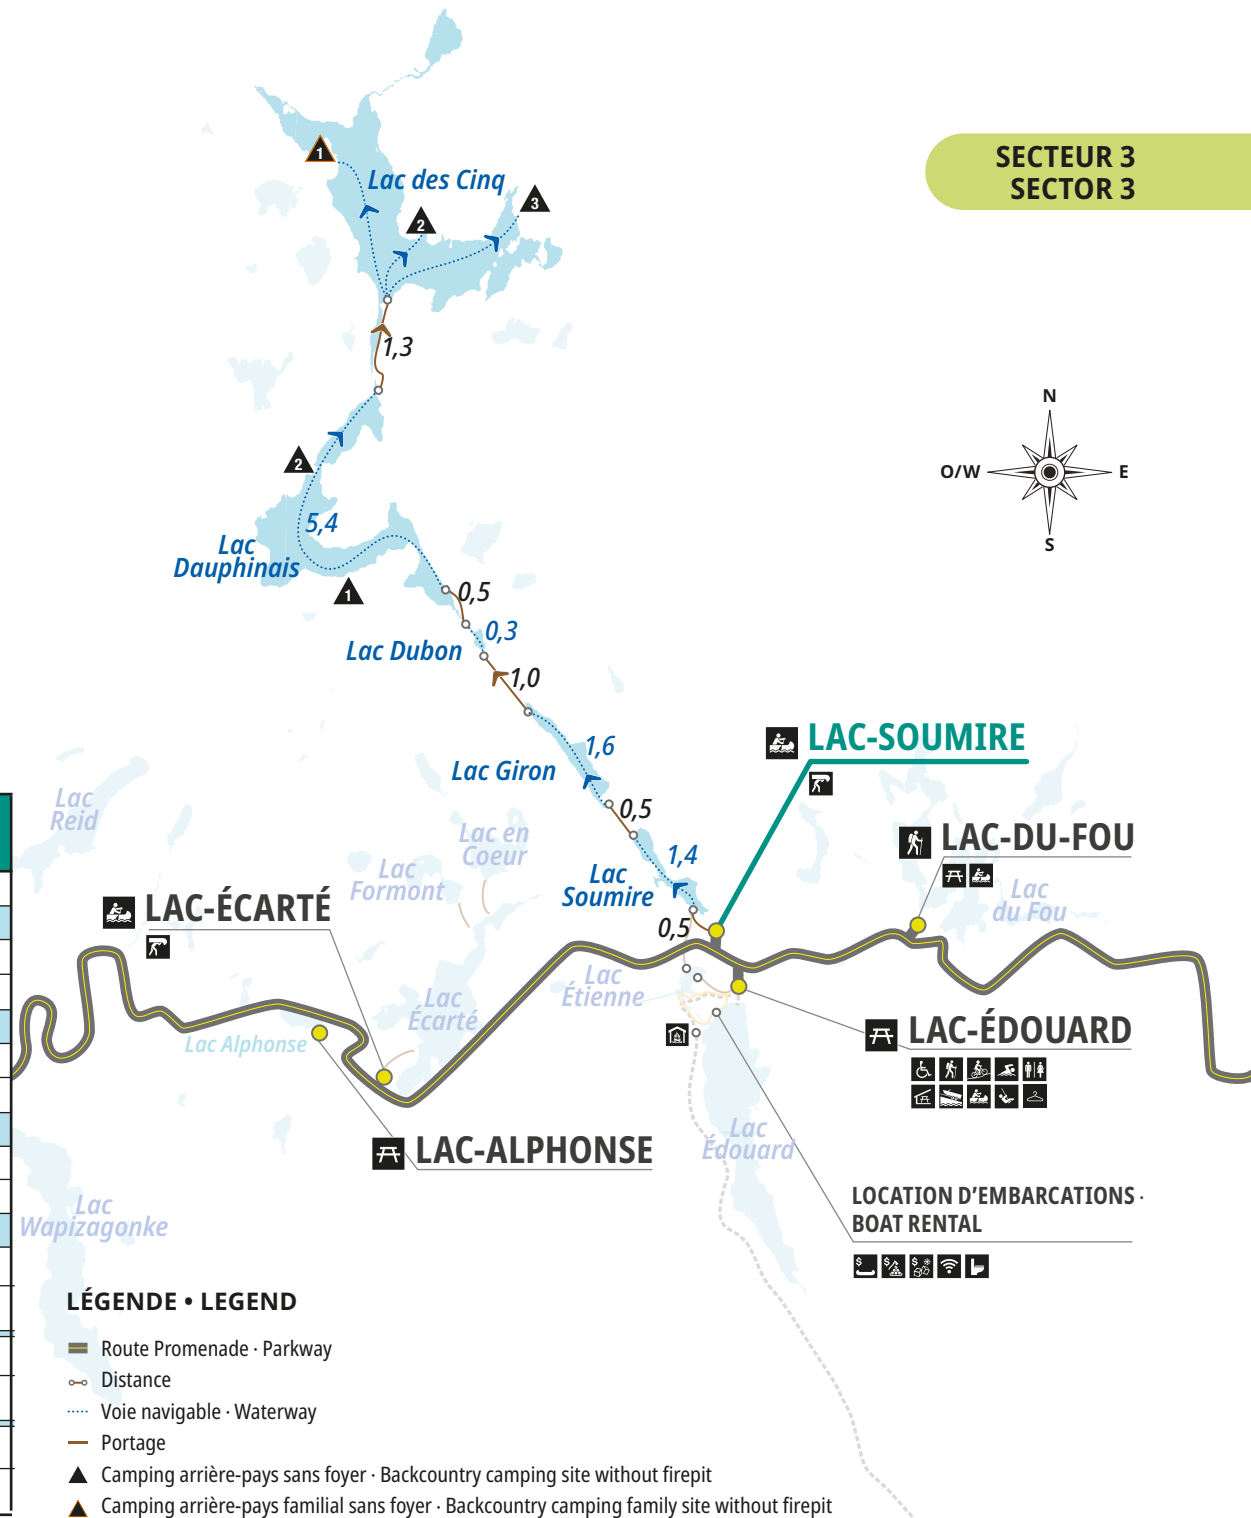 SECTEUR 3
SECTOR 3
1
Lac des Cinq
2
3
1,3
N
O/W
E
S
2
5,4
Lac
Dauphinais
1
0,5
0,3
Lac Dubon
1,0
LAC-SOUMIRE
1,6
Lac Giron
0,5
Lac
Reid
Lac en
Coeur
LAC-DU-FOU
1,4
Lac
Formont
Lac
Soumire
Lac
du Fou
LAC-ÉCARTÉ
0,5
Lac
Étienne
Lac
Écarté
LAC-ÉDOUARD
Lac Alphonse
LAC-ALPHONSE
Lac
Édouard
Lac
Wapizagonke
LOCATION D'EMBARCATIONS ·
BOAT RENTAL
$ $ $
LÉGENDE • LEGEND
Route Promenade · Parkway
Distance
Voie navigable · Waterway
Portage
Camping arrière-pays sans foyer · Backcountry camping site without firepit
Camping arrière-pays familial sans foyer · Backcountry camping family site without firepit